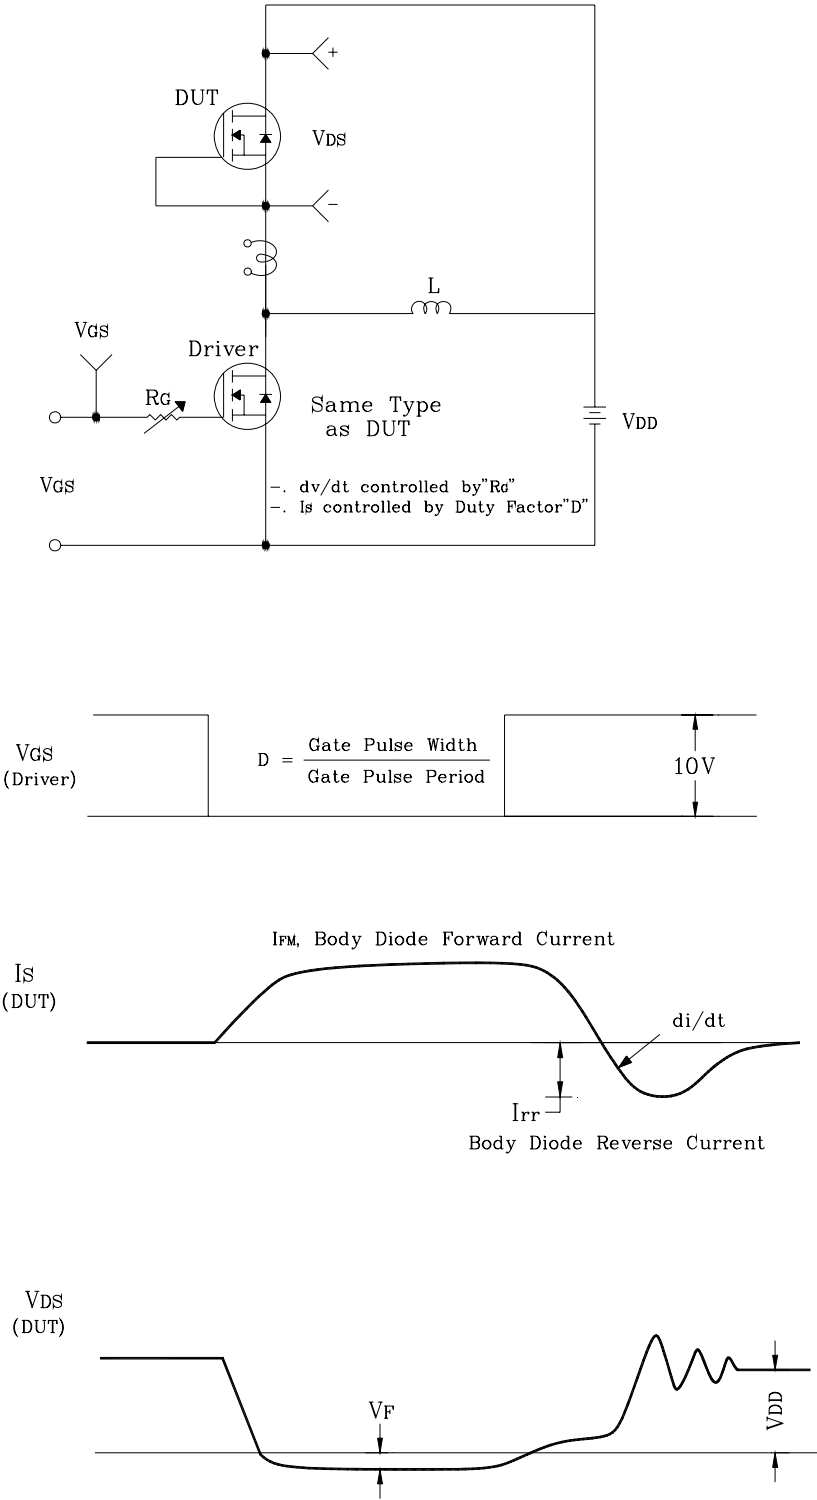 +
DUT
VDS
-
L
VGS
Driver
RG
Same Type
as DUT
VDD
VGS
-. dv/dt controlled by"RG"
-. IS controlled by Duty Factor"D"
VGS
(Driver)
D = Gate Pulse Width
Gate Pulse Period
10V
IFM, Body Diode Forward Current
IS
(DUT)
di/dt
Irr
Body Diode Reverse Current
VDS
(DUT)
VF
VDD